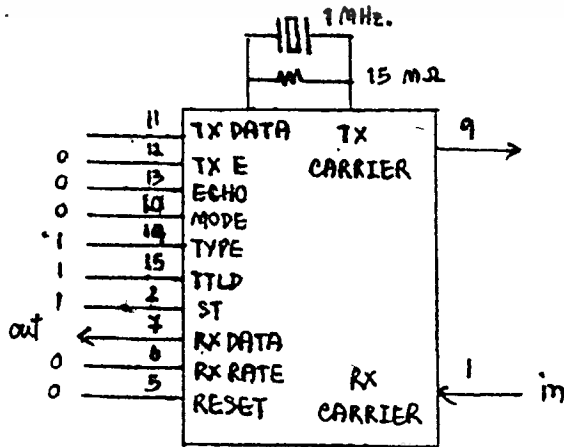 1 MHz.
15 MΩ
11 TX DATA TX CARRIER 9
0 12 TX E
0 13 ECHO
0 10 MODE
1 14 TYPE
1 15 TTLD
1 2 ST
out 7 RX DATA
0 6 RX RATE
0 5 RESET
RX CARRIER 1 in